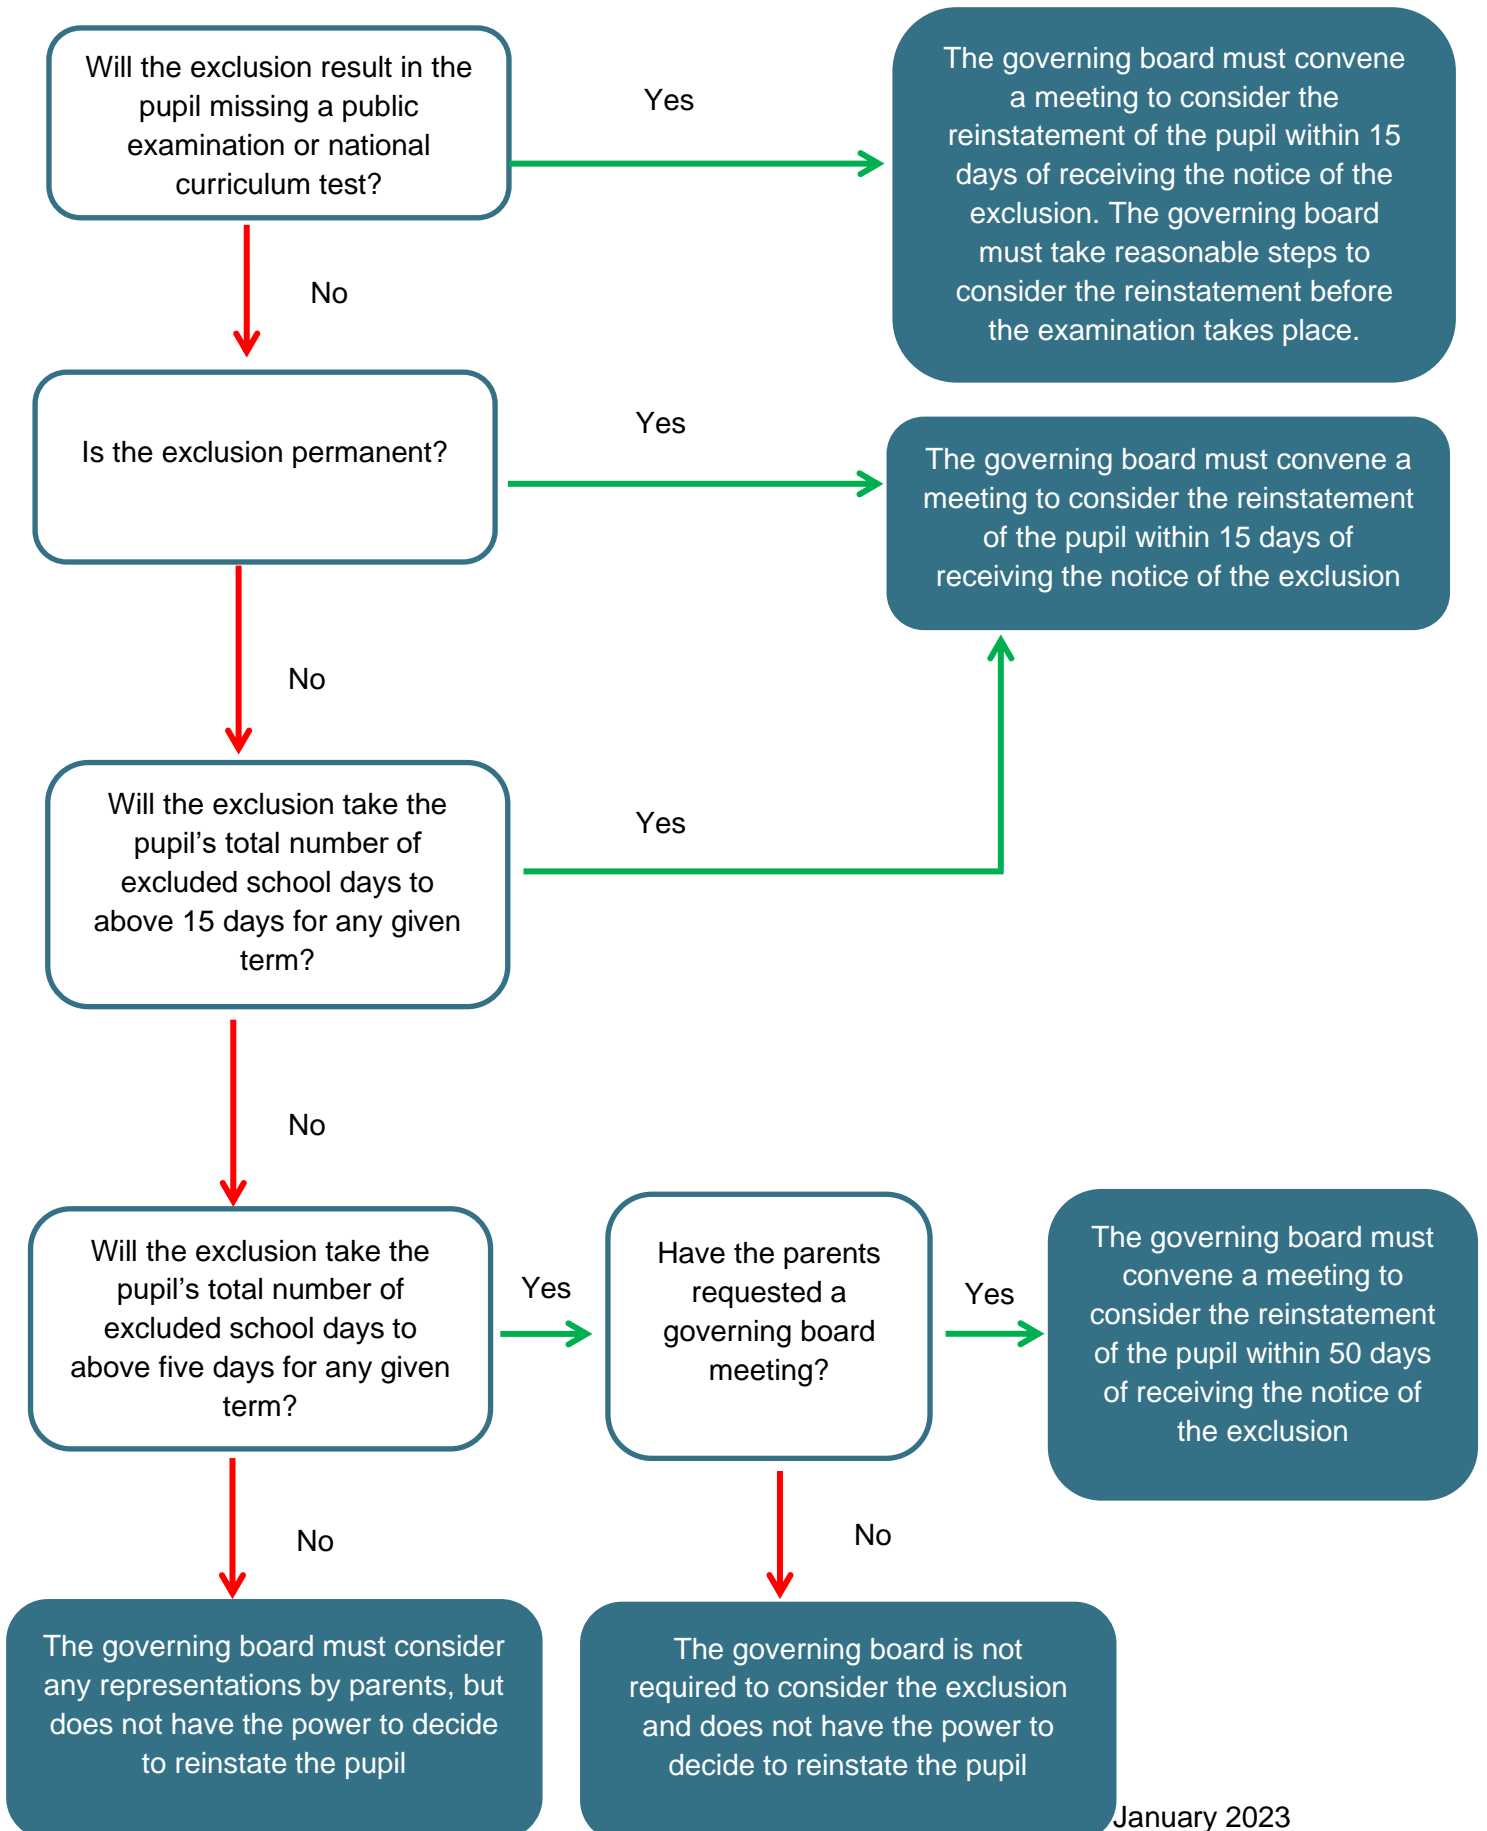 Will the exclusion result in the
pupil missing a public
examination or national
curriculum test?
Yes
The governing board must convene
a meeting to consider the
reinstatement of the pupil within 15
days of receiving the notice of the
exclusion. The governing board
must take reasonable steps to
consider the reinstatement before
the examination takes place.
No
Is the exclusion permanent?
Yes
The governing board must convene a
meeting to consider the reinstatement
of the pupil within 15 days of
receiving the notice of the exclusion
No
Will the exclusion take the
pupil’s total number of
excluded school days to
above 15 days for any given
term?
Yes
No
Will the exclusion take the
pupil’s total number of
excluded school days to
above five days for any given
term?
Yes
Have the parents
requested a
governing board
meeting?
Yes
The governing board must
convene a meeting to
consider the reinstatement
of the pupil within 50 days
of receiving the notice of
the exclusion
No
No
The governing board must consider
any representations by parents, but
does not have the power to decide
to reinstate the pupil
The governing board is not
required to consider the exclusion
and does not have the power to
decide to reinstate the pupil
January 2023